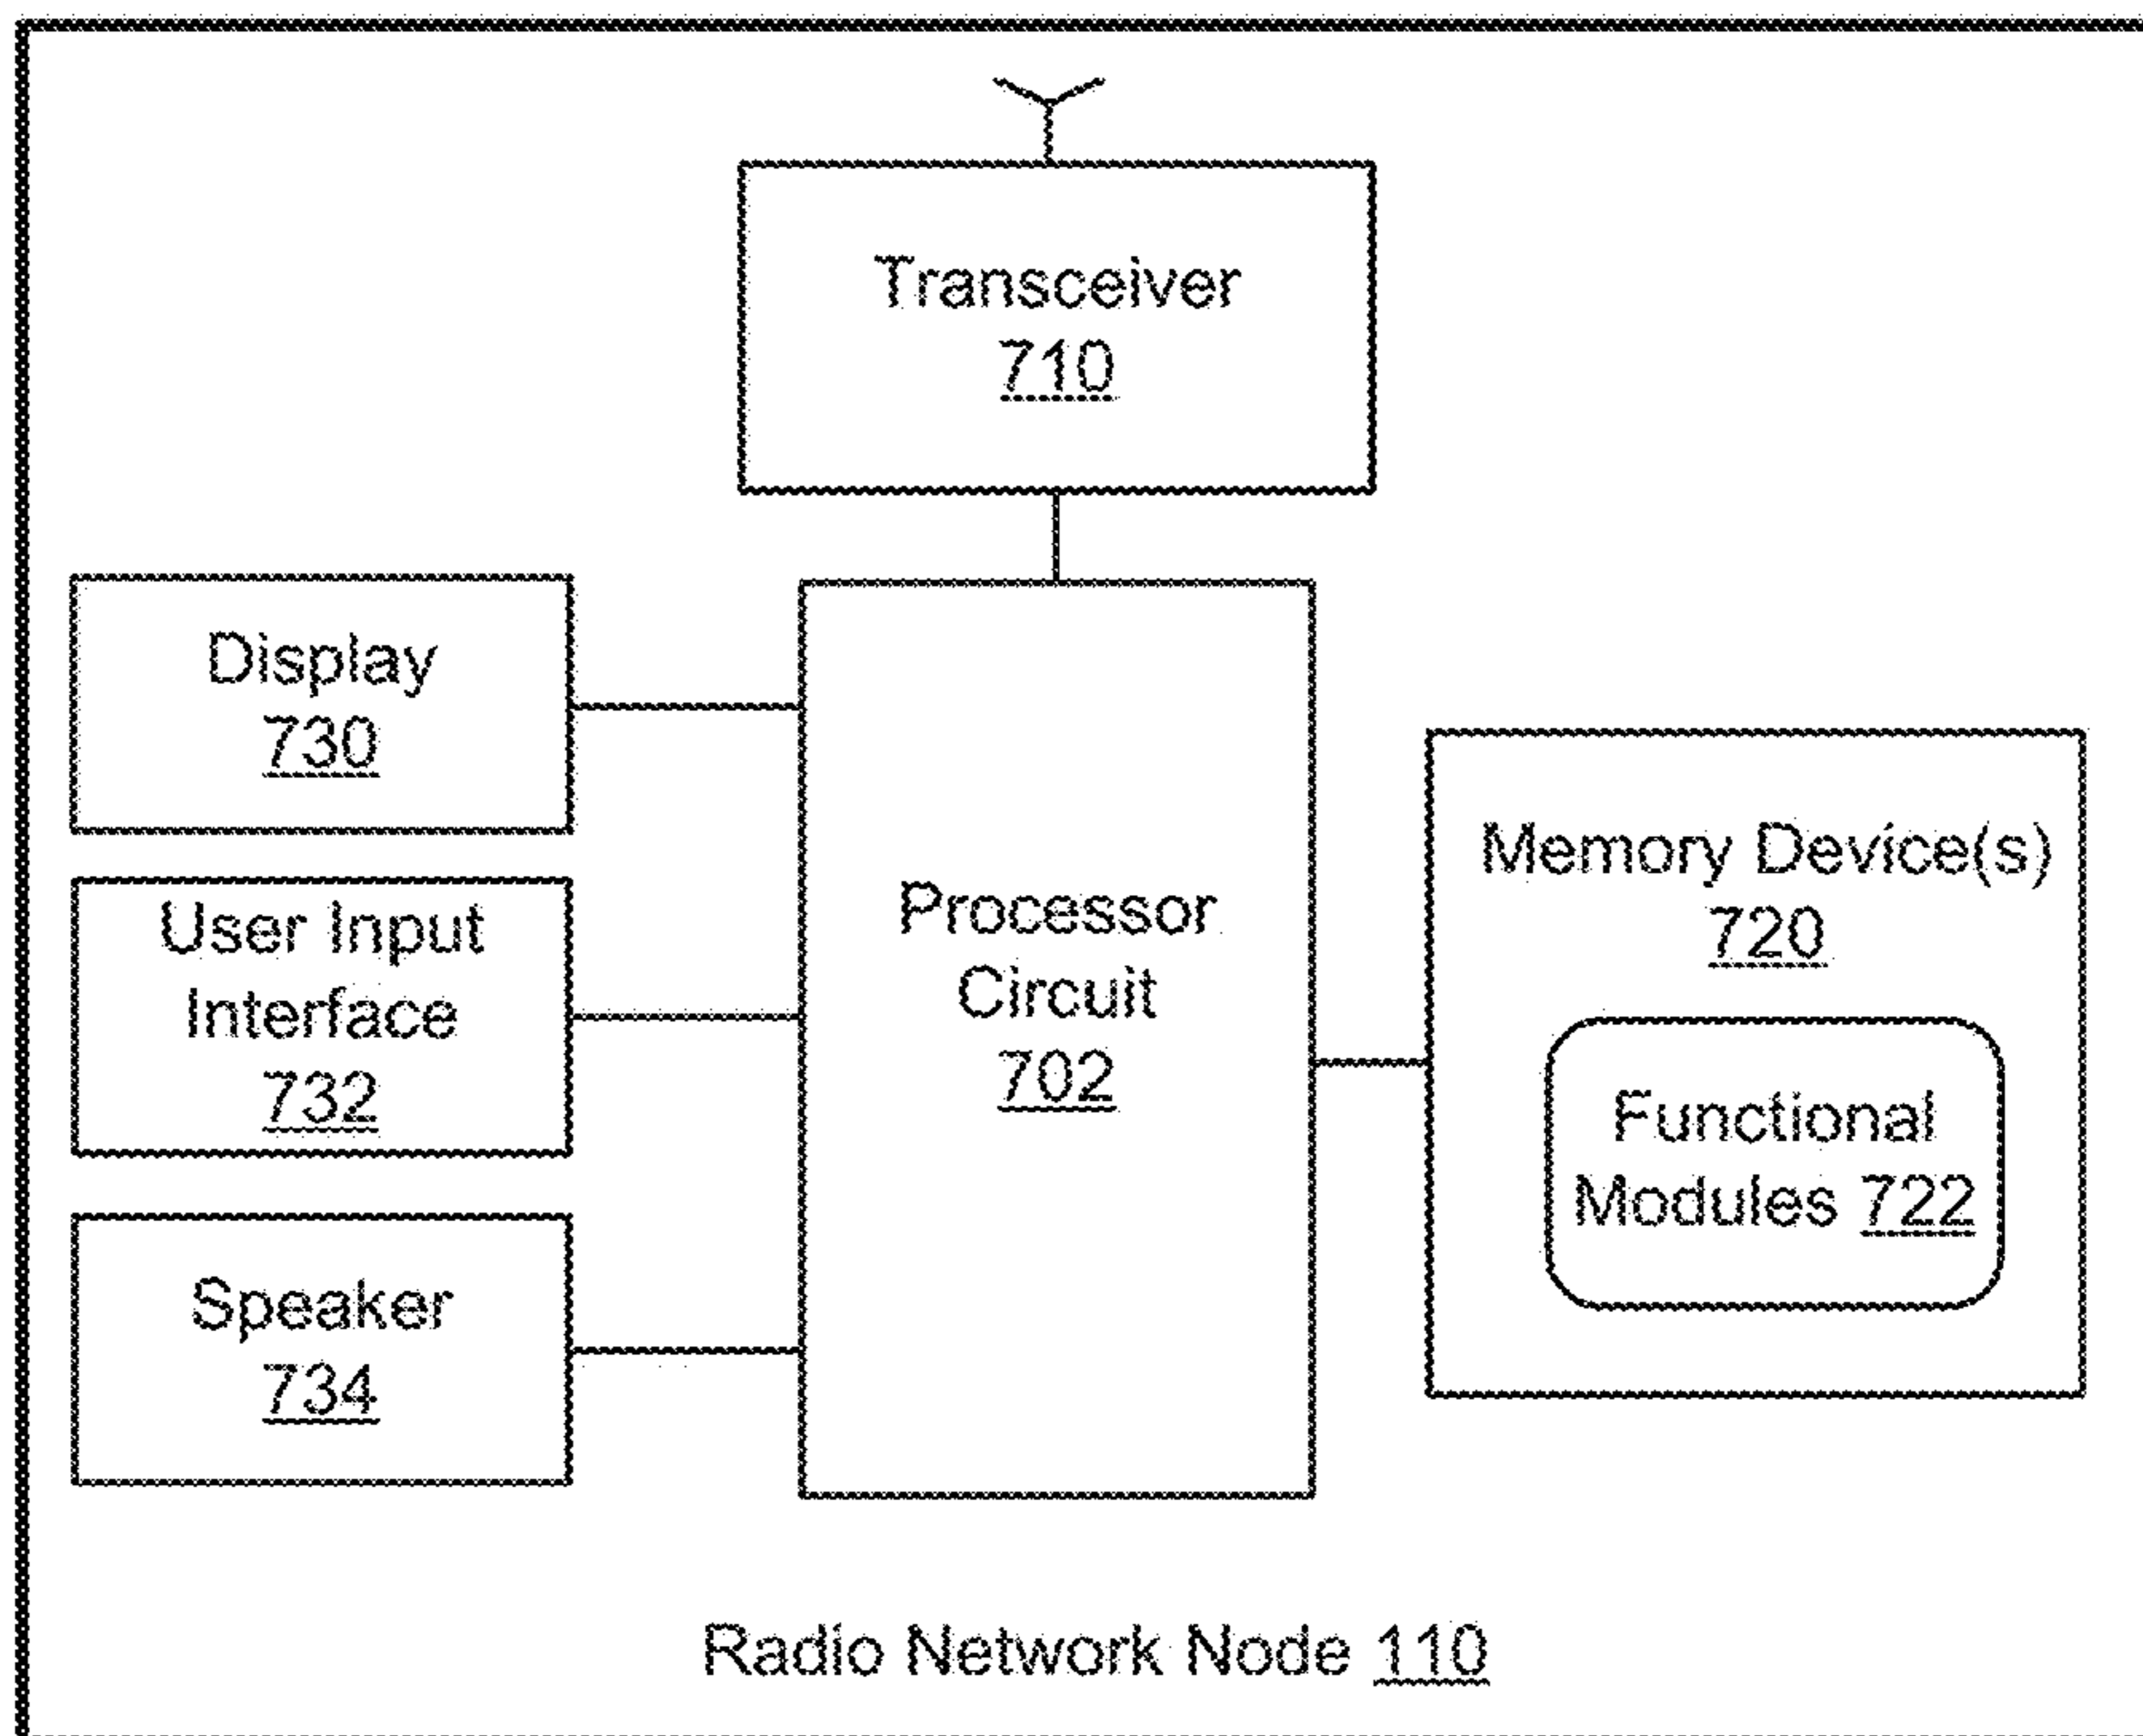 Transceiver
710
Display
730
User Input
Interface
732
Speaker
734
Processor
Circuit
702
Memory Device(s)
720
Functional
Modules 722
Radio Network Node 110